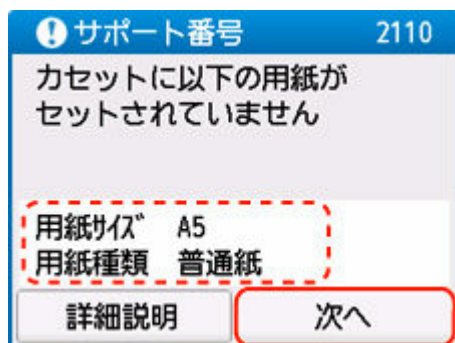 サポート番号 2110
カセットに以下の用紙が
セットされていません
用紙ｻｲｽﾞ A5
用紙種類 普通紙
詳細説明 次へ